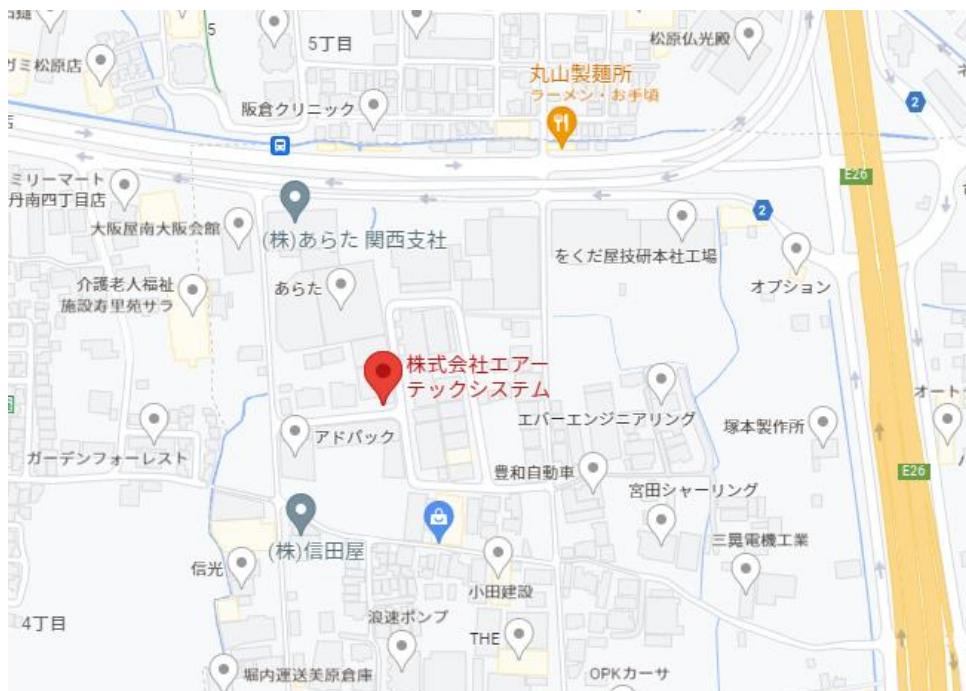 5
5丁目
松原仏光殿
ガミ松原店
丸山製麺所
ラーメン・お手頃
阪倉クリニック
2
E26
ミリーマート
丹南四丁目店
大阪屋南大阪会館
(株)あらた 関西支社
2
をくだ屋技研本社工場
介護老人福祉
施設寿里苑サラ
あらた
オプション
株式会社エアー
テックシステム
オート
エバーエンジニアリング
塚本製作所
アドパック
ガーデンフォーレスト
豊和自動車
E26
宮田シャーリング
(株)信田屋
三晃電機工業
信光
小田建設
浪速ポンプ
4丁目
THE
堀内運送美原倉庫
OPKカーサ